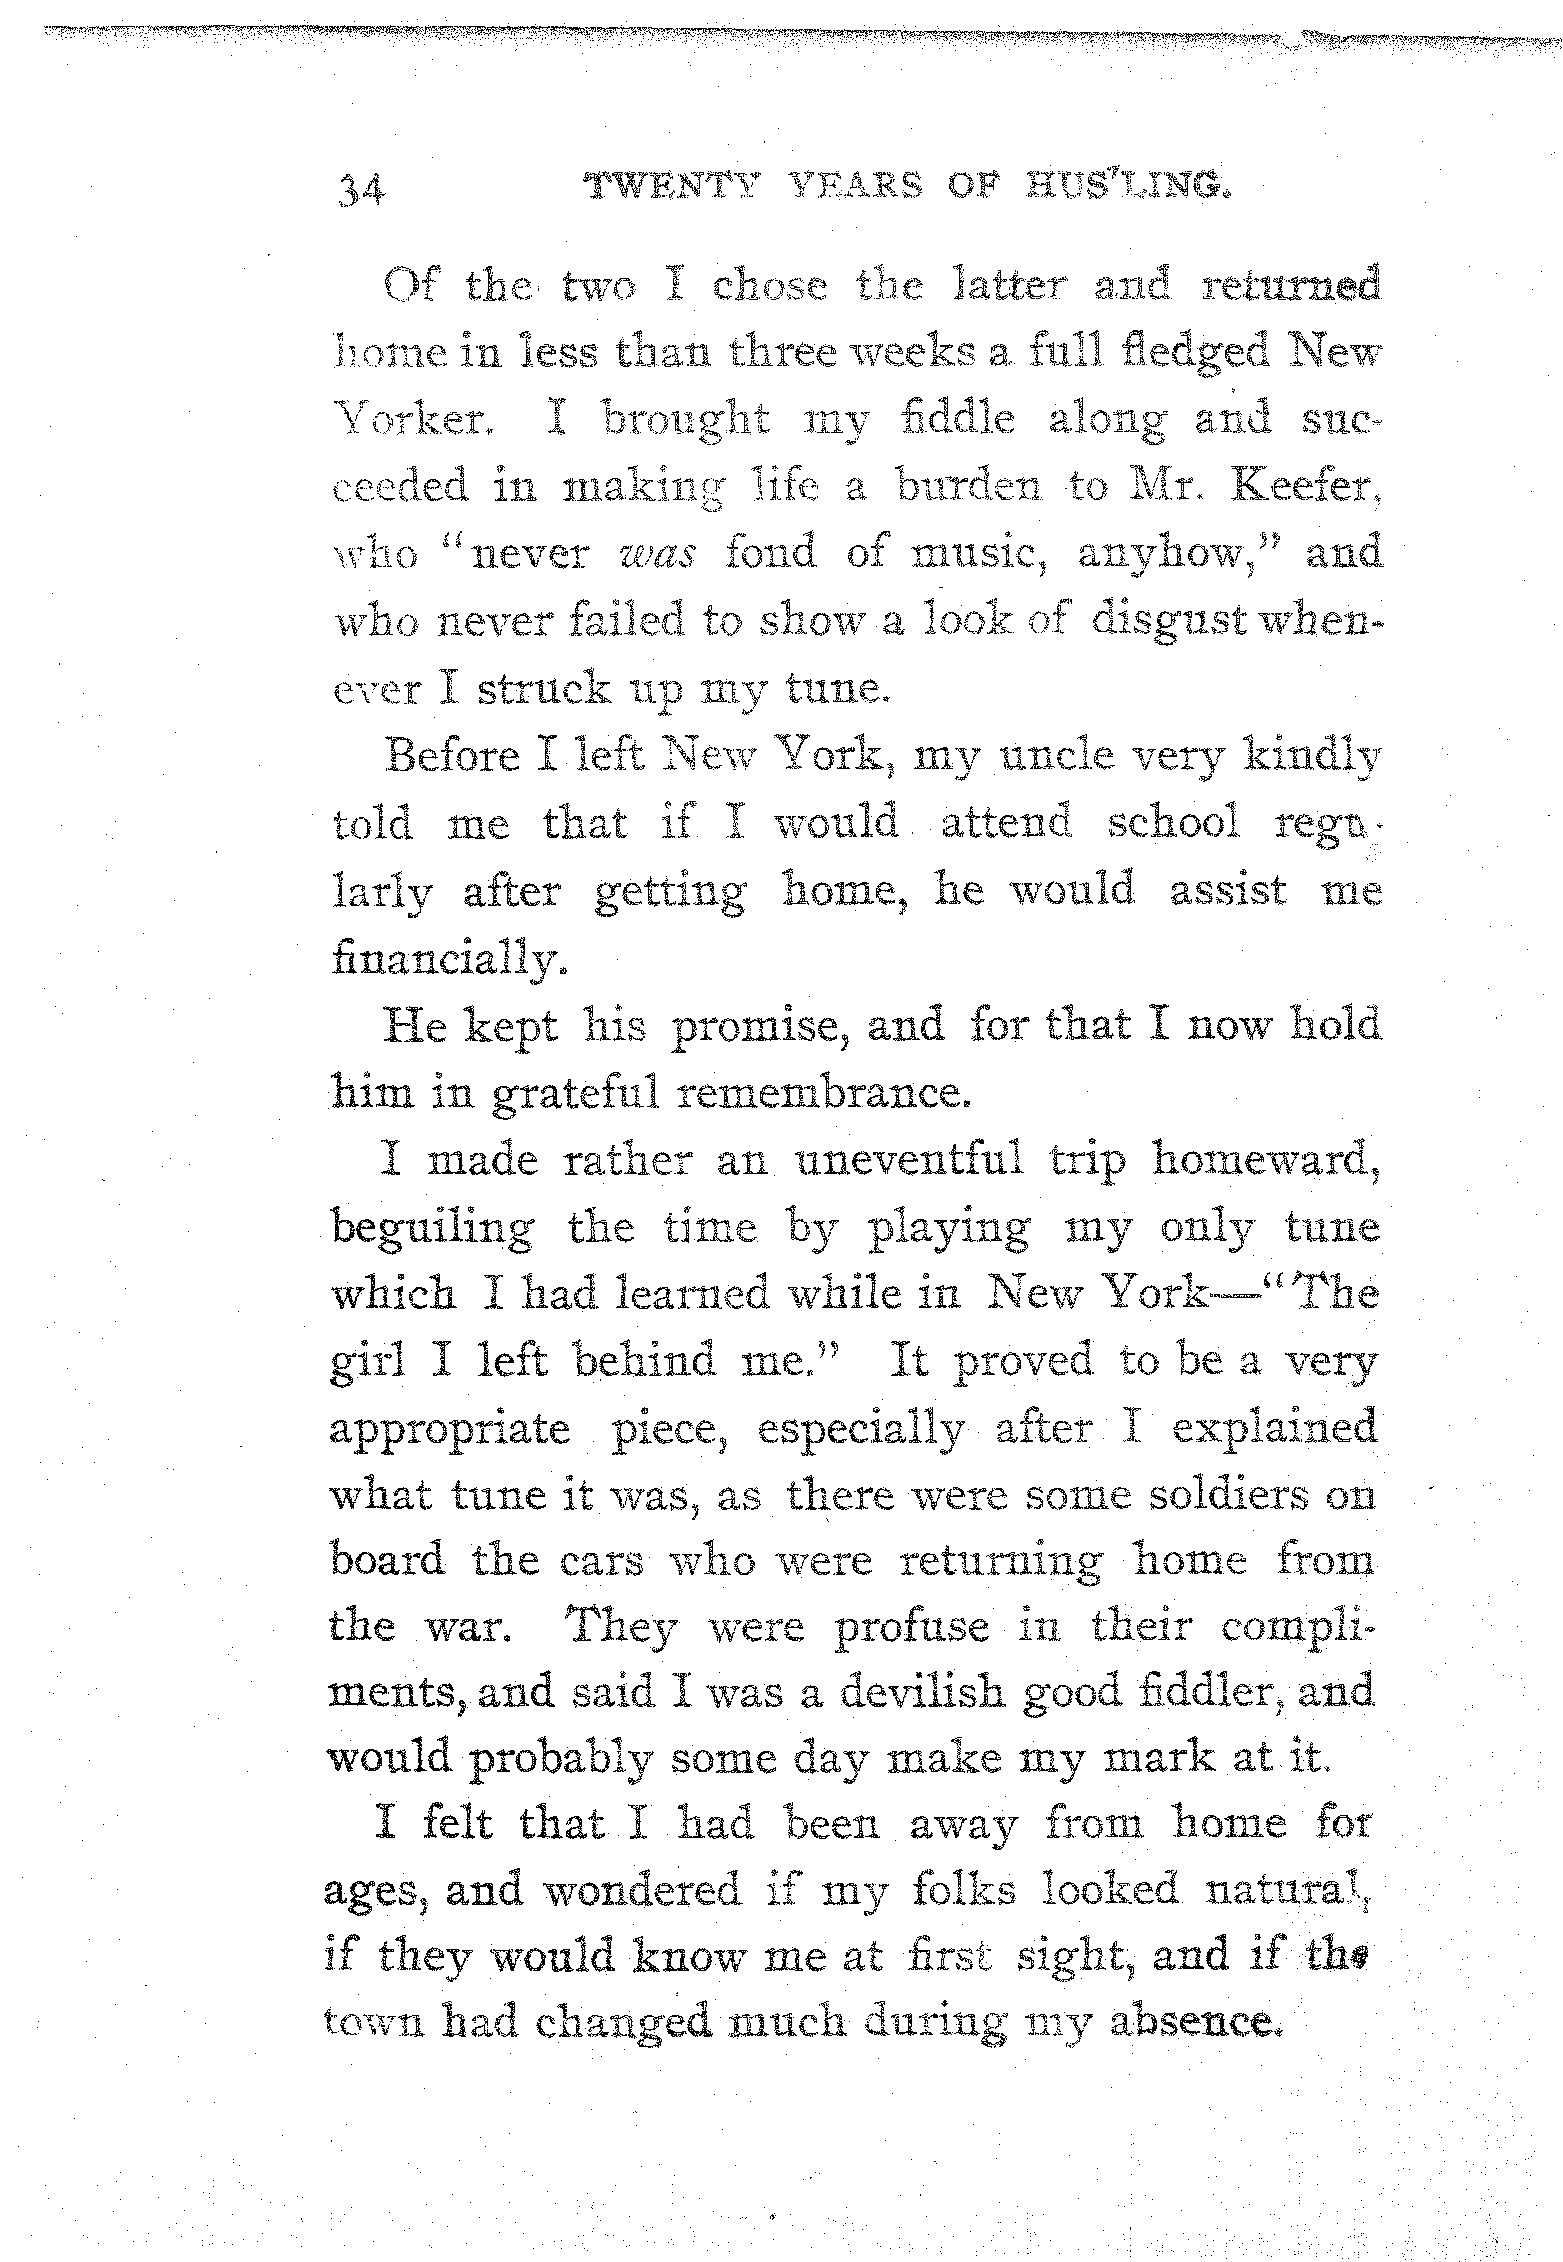 34 TWENTY YEARS OF HUSTLING.
Of the two I chose the latter and returned
home in less than three weeks a full fledged New
Yorker. I brought my fiddle along and suc-
ceeded in making life a burden to Mr. Keefer,
who "never was fond of music, anyhow," and
who never failed to show a look of disgust when-
ever I struck up my tune.
Before I left New York, my uncle very kindly
told me that if I would attend school regu-
larly after getting home, he would assist me
financially.
He kept his promise, and for that I now hold
him in grateful remembrance.
I made rather an uneventful trip homeward,
beguiling the time by playing my only tune
which I had learned while in New York—"The
girl I left behind me." It proved to be a very
appropriate piece, especially after I explained
what tune it was, as there were some soldiers on
board the cars who were returning home from
the war. They were profuse in their compli-
ments, and said I was a devilish good fiddler, and
would probably some day make my mark at it.
I felt that I had been away from home for
ages, and wondered if my folks looked natural,
if they would know me at first sight, and if the
town had changed much during my absence.